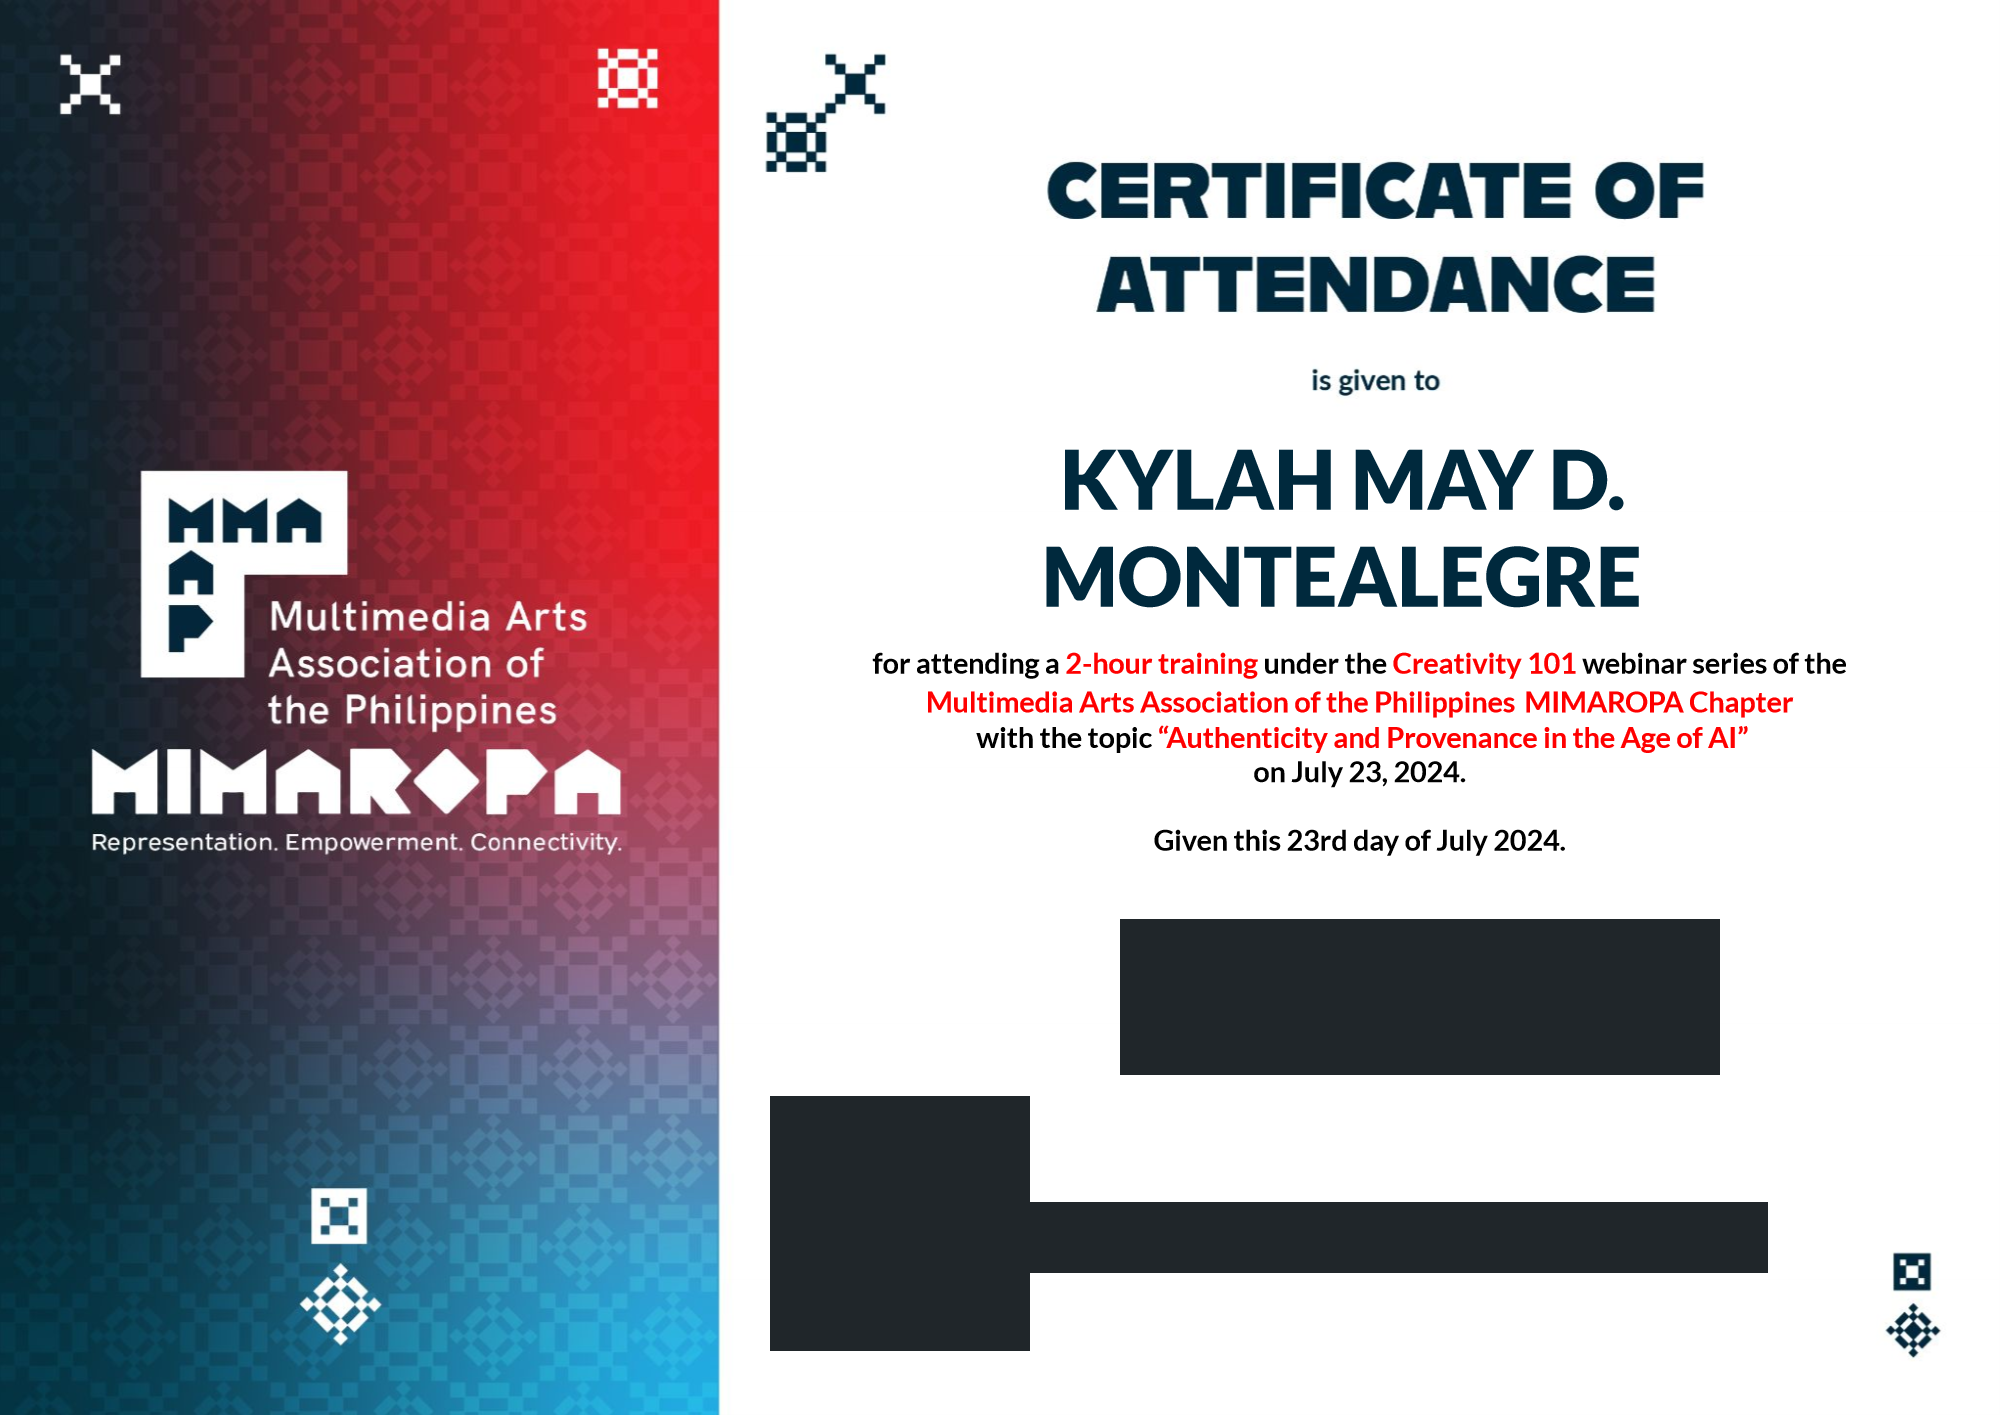 MMA
A
P
Multimedia Arts
Association of
the Philippines
MIMAROPA
Representation. Empowerment. Connectivity.
CERTIFICATE OF
ATTENDANCE
is given to
KYLAH MAY D.
MONTEALEGRE
for attending a 2-hour training under the Creativity 101 webinar series of the
Multimedia Arts Association of the Philippines MIMAROPA Chapter
with the topic “Authenticity and Provenance in the Age of AI”
on July 23, 2024.
Given this 23rd day of July 2024.